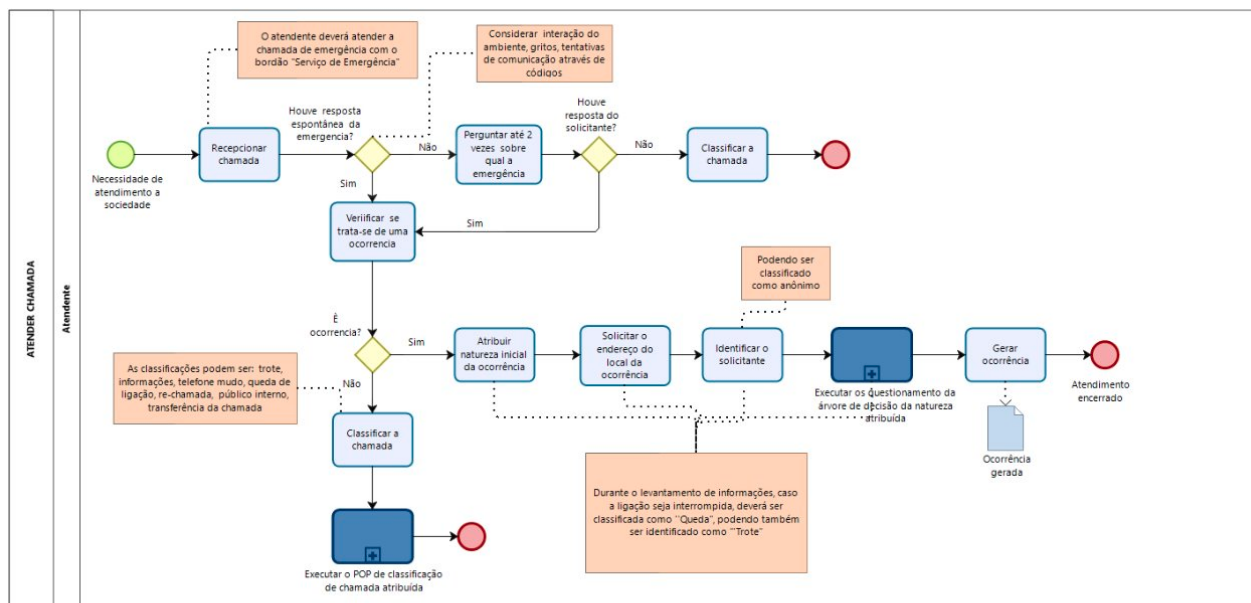 ATENDER CHAMADA
Atendente
O atendente deverá atender a
chamada de emergência com o
bordão "Serviço de Emergência"
Considerar interação do
ambiente, gritos, tentativas
de comunicação através de
códigos
Necessidade de
atendimento a
sociedade
Recepcionar
chamada
Houve resposta
espontânea da
emergencia?
Não
Sim
Perguntar até 2
vezes sobre
qual a
emergência
Houve
resposta do
solicitante?
Não
Sim
Classificar a
chamada
Veriificar se
trata-se de uma
ocorrencia
Podendo ser
classificado
como anônimo
É
ocorrencia?
Sim
Não
Atribuir
natureza inicial
da ocorrência
Solicitar o
endereço do
local da
ocorrência
Identificar o
solicitante
Executar os questionamento da
árvore de decisão da natureza
atribuída
Gerar
ocorrência
Atendimento
encerrado
Ocorrência
gerada
As classificações podem ser: trote,
informações, telefone mudo, queda de
ligação, re-chamada, público interno,
transferência da chamada
Classificar a
chamada
Durante o levantamento de informações, caso
a ligação seja interrompida, deverá ser
classificada como ``Queda", podendo também
ser identificado como ``"Trote"
Executar o POP de classificação
de chamada atribuída